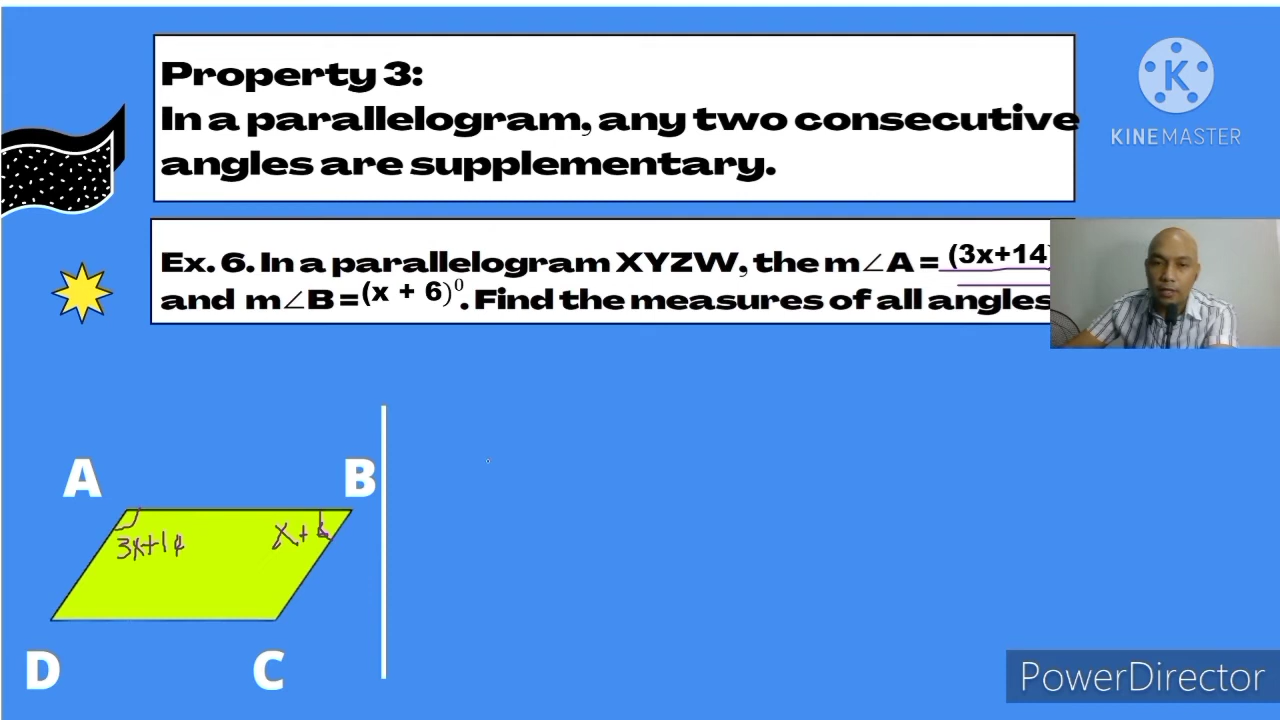 Property 3:
In a parallelogram, any two consecutive
angles are supplementary.
K
KINEMASTER
Ex. 6. In a parallelogram XYZW, the m∠A = (3x+14)
and m∠B = (x + 6)⁰. Find the measures of all angles
A
B
3x+14
x+6
D
C
PowerDirector